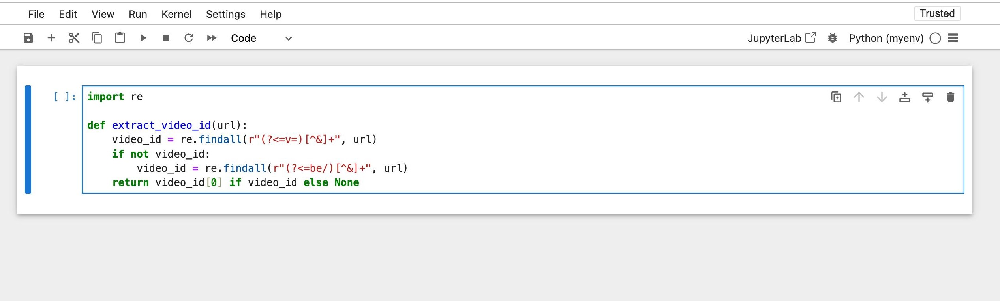 File Edit View Run Kernel Settings Help
Trusted
Code
JupyterLab
Python (myenv)
[ ]:
import re
def extract_video_id(url):
    video_id = re.findall(r"(?<=v=)[^&]+", url)
    if not video_id:
        video_id = re.findall(r"(?<=be/)[^&]+", url)
    return video_id[0] if video_id else None